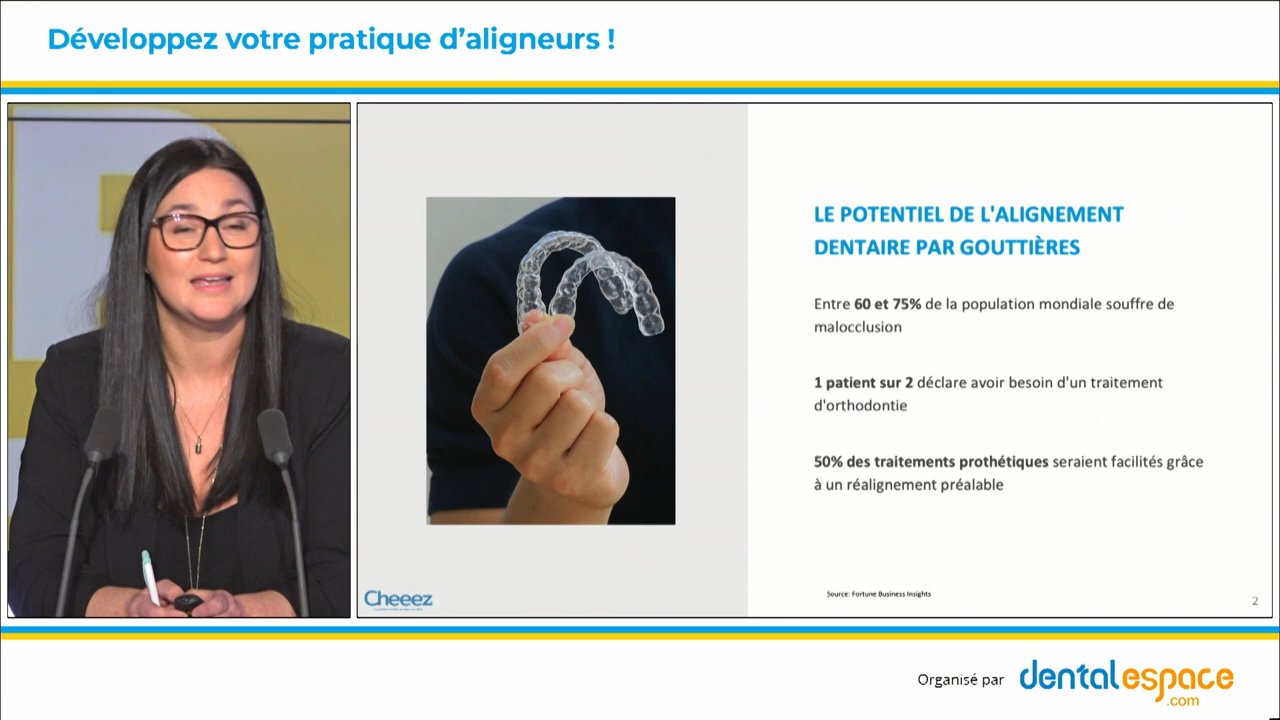 Développez votre pratique d'aligneurs !
LE POTENTIEL DE L'ALIGNEMENT
DENTAIRE PAR GOUTTIÈRES
Entre 60 et 75% de la population mondiale souffre de
malocclusion
1 patient sur 2 déclare avoir besoin d'un traitement
d'orthodontie
50% des traitements prothétiques seraient facilités grâce
à un réalignement préalable
Cheeez
Source: Fortune Business Insights
2
Organisé par
dentalespace
.com